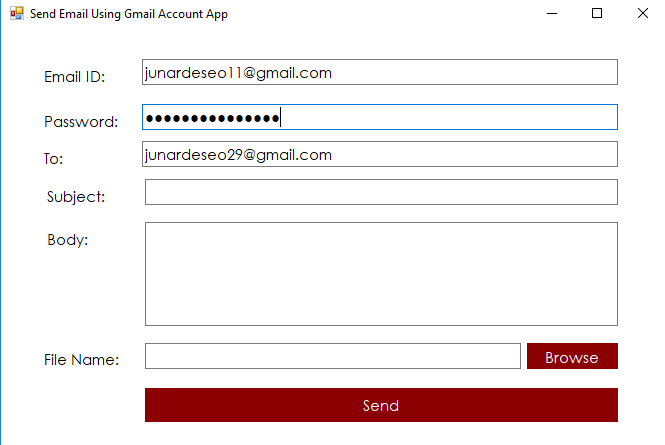 Send Email Using Gmail Account App
Email ID: junardeseo11@gmail.com
Password: ●●●●●●●●●●●●●●●
To: junardeseo29@gmail.com
Subject:
Body:
File Name: Browse
Send